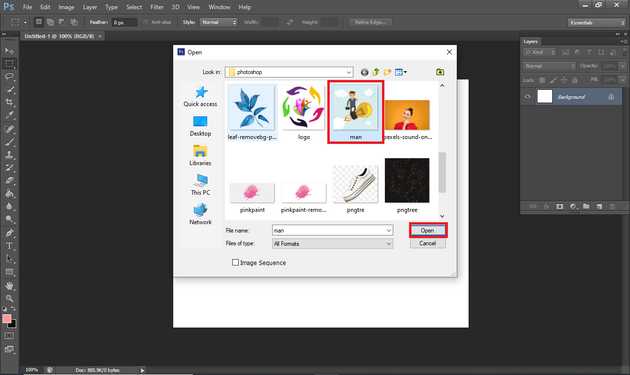 Ps File Edit Image Layer Type Select Filter 3D View Window Help
Feather: 0 px Anti-alias Style: Normal Width: Height: Refine Edge... Essentials
Untitled-1 @ 100% (RGB/8) ×
Ps Open
Look in: photoshop
Quick access
Desktop
Libraries
This PC
Network
leaf-removebg-p... -logo man pexels-sound-on...
pinkpaint pinkpaint-remo... pngtre pngtree
File name: man Open
Files of type: All Formats Cancel
Image Sequence
Layers
Kind
Normal Opacity:
Lock: Fill:
Background
fx
100% Doc: 800.9K/0 bytes